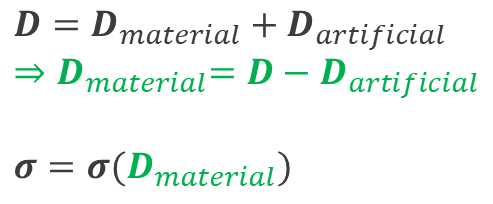 D = D_material + D_artificial
⇒ D_material = D − D_artificial
σ = σ(D_material)